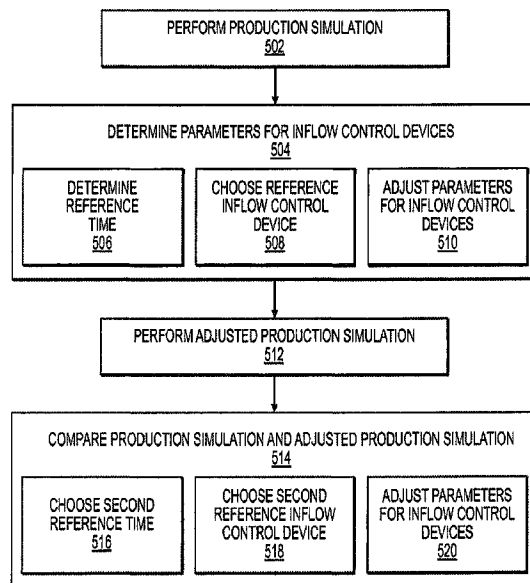 PERFORM PRODUCTION SIMULATION
502
DETERMINE PARAMETERS FOR INFLOW CONTROL DEVICES
504
DETERMINE
REFERENCE
TIME
506
CHOOSE REFERENCE
INFLOW CONTROL
DEVICE
508
ADJUST PARAMETERS
FOR INFLOW CONTROL
DEVICES
510
PERFORM ADJUSTED PRODUCTION SIMULATION
512
COMPARE PRODUCTION SIMULATION AND ADJUSTED PRODUCTION SIMULATION
514
CHOOSE SECOND
REFERENCE TIME
516
CHOOSE SECOND
REFERENCE INFLOW
CONTROL DEVICE
518
ADJUST PARAMETERS
FOR INFLOW CONTROL
DEVICES
520